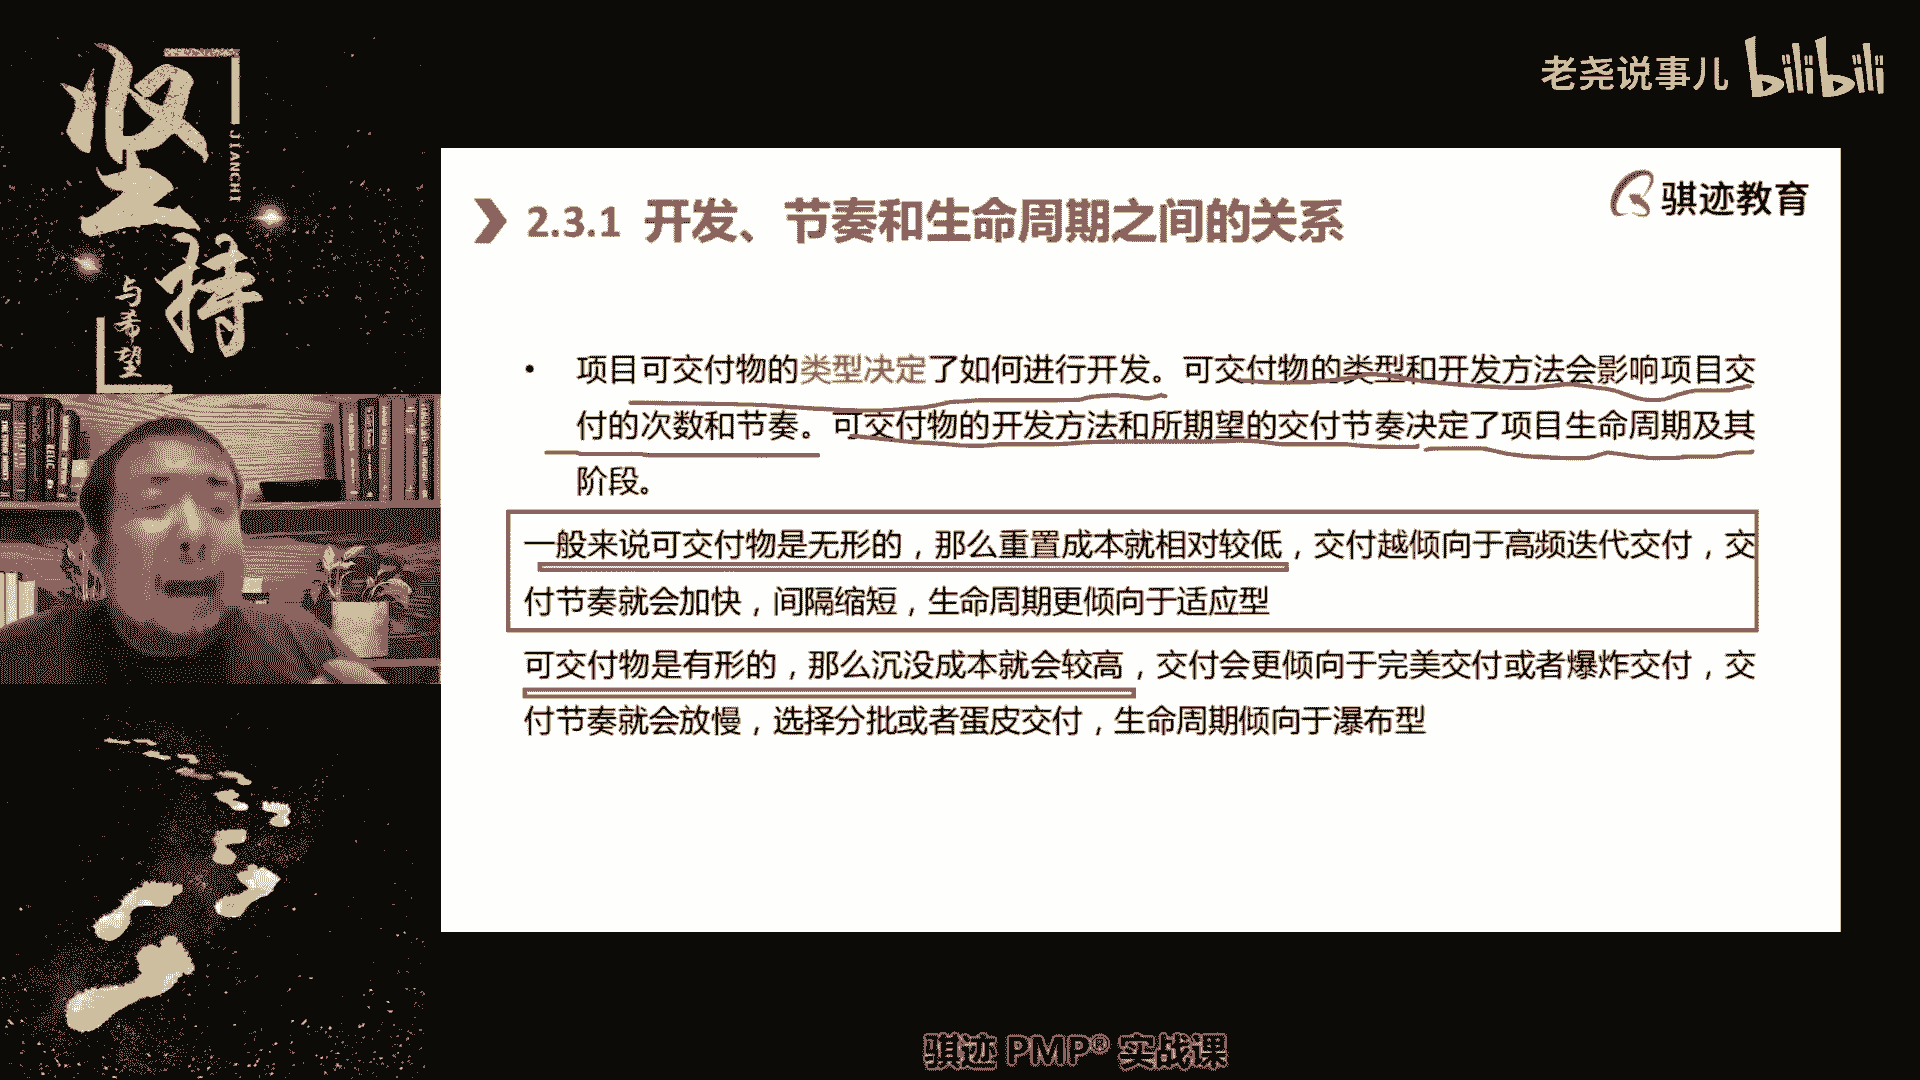 坚持
JIANCHI
与希望
老尧说事儿 bilibili
骐迹教育
2.3.1 开发、节奏和生命周期之间的关系
• 项目可交付物的类型决定了如何进行开发。可交付物的类型和开发方法会影响项目交
付的次数和节奏。可交付物的开发方法和所期望的交付节奏决定了项目生命周期及其
阶段。
一般来说可交付物是无形的，那么重置成本就相对较低，交付越倾向于高频迭代交付，交
付节奏就会加快，间隔缩短，生命周期更倾向于适应型
可交付物是有形的，那么沉没成本就会较高，交付会更倾向于完美交付或者爆炸交付，交
付节奏就会放慢，选择分批或者蛋皮交付，生命周期倾向于瀑布型
骐迹 PMP® 实战课